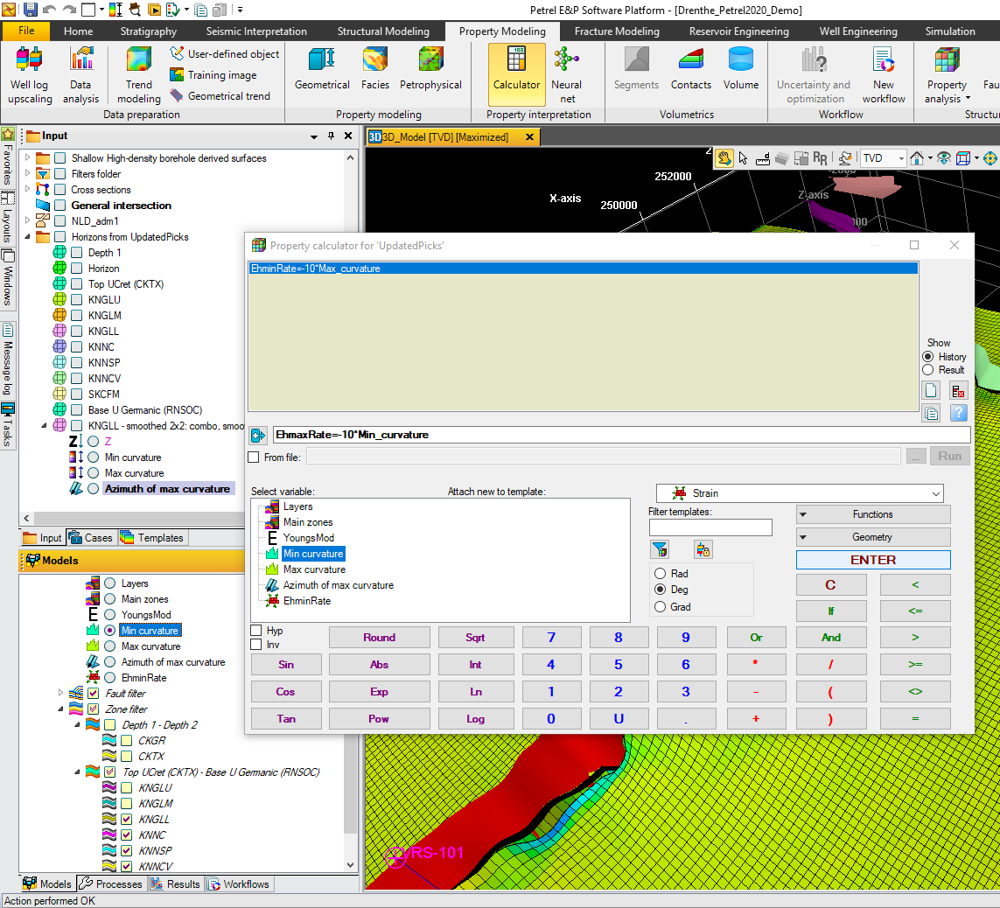 Petrel E&P Software Platform - [Drenthe_Petrel2020_Demo]
File Home Stratigraphy Seismic Interpretation Structural Modeling Property Modeling Fracture Modeling Reservoir Engineering Well Engineering Simulation
Well log upscaling
Data analysis
Trend modeling
User-defined object
Training image
Geometrical trend
Geometrical
Facies
Petrophysical
Calculator
Neural net
Segments
Contacts
Volume
Uncertainty and optimization
New workflow
Property analysis
Fau
Data preparation
Property modeling
Property interpretation
Volumetrics
Workflow
Structur
Favorites
Layouts
Windows
Message log
Tasks
Input
Shallow High-density borehole derived surfaces
Filters folder
Cross sections
General intersection
NLD_adm1
Horizons from UpdatedPicks
Depth 1
Horizon
Top UCret (CKTX)
KNGLU
KNGLM
KNGLL
KNNC
KNNSP
KNNCV
SKCFM
Base U Germanic (RNSOC)
KNGLL - smoothed 2x2: combo, smoo
Z
Z
Min curvature
Max curvature
Azimuth of max curvature
Input
Cases
Templates
Models
Layers
Main zones
E YoungsMod
Min curvature
Max curvature
Azimuth of max curvature
EhminRate
Fault filter
Zone filter
Depth 1 - Depth 2
CKGR
CKTX
Top UCret (CKTX) - Base U Germanic (RNSOC)
KNGLU
KNGLM
KNGLL
KNNC
KNNSP
KNNCV
Models
Processes
Results
Workflows
Action performed OK
3D 3D_Model [TVD] [Maximized]
TVD
2
252000
X-axis
250000
Z-axis
Property calculator for 'UpdatedPicks'
EhminRate=-10*Max_curvature
Show
History
Result
EhmaxRate=-10*Min_curvature
From file:
...
Run
Select variable:
Attach new to template:
Strain
Layers
Main zones
E YoungsMod
Min curvature
Max curvature
Azimuth of max curvature
EhminRate
Filter templates:
Rad
Deg
Grad
Functions
Geometry
ENTER
C <
If <=
Hyp
Inv
Round Sqrt 7 8 9 Or And >
Sin Abs Int 4 5 6 * / >=
Cos Exp Ln 1 2 3 - ( <>
Tan Pow Log 0 U . + ) =
VRS-101